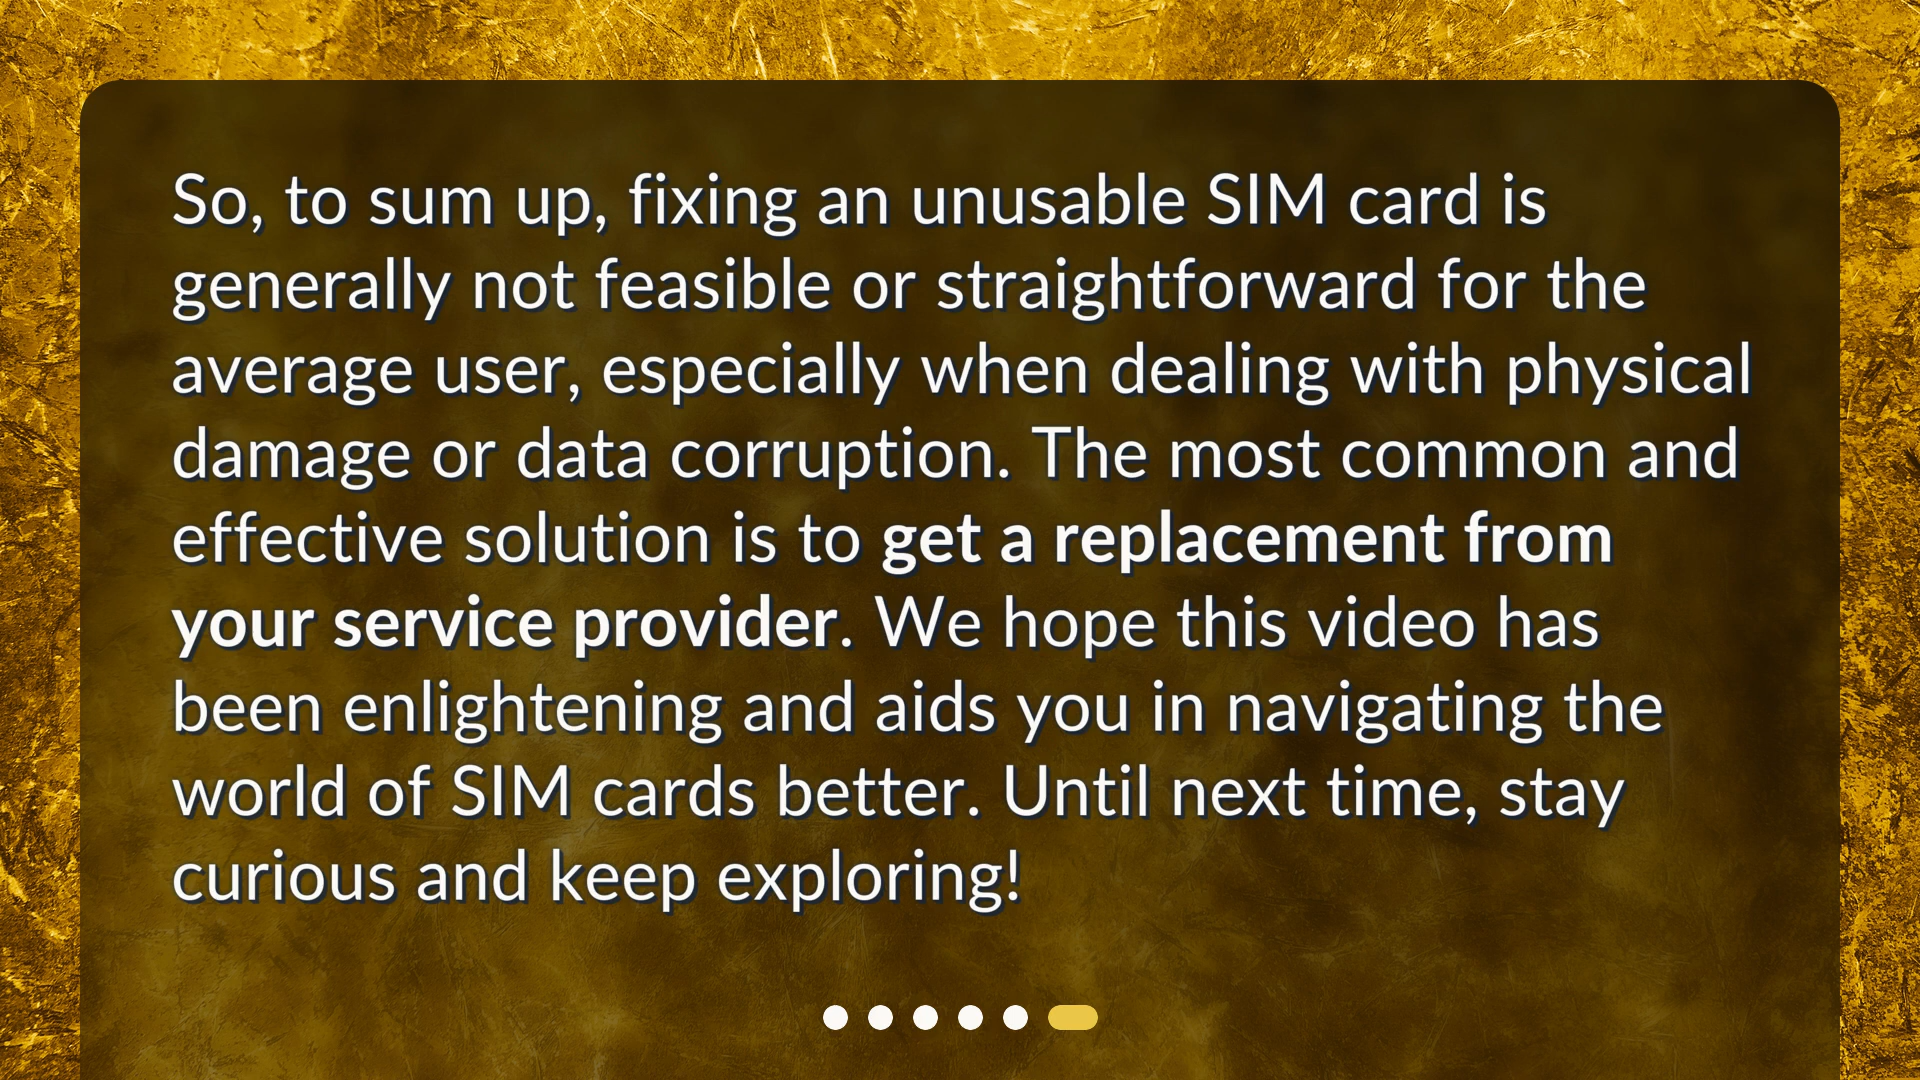 So, to sum up, fixing an unusable SIM card is
generally not feasible or straightforward for the
average user, especially when dealing with physical
damage or data corruption. The most common and
effective solution is to get a replacement from
your service provider. We hope this video has
been enlightening and aids you in navigating the
world of SIM cards better. Until next time, stay
curious and keep exploring!